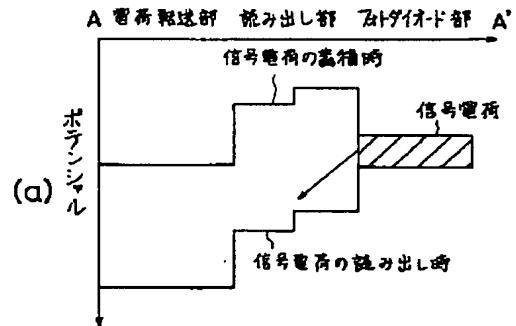 A 電荷転送部 読み出し部 フォトダイオード部 A'
信号電荷の蓄積時
信号電荷
ポテンシャル
(a)
信号電荷の読み出し時